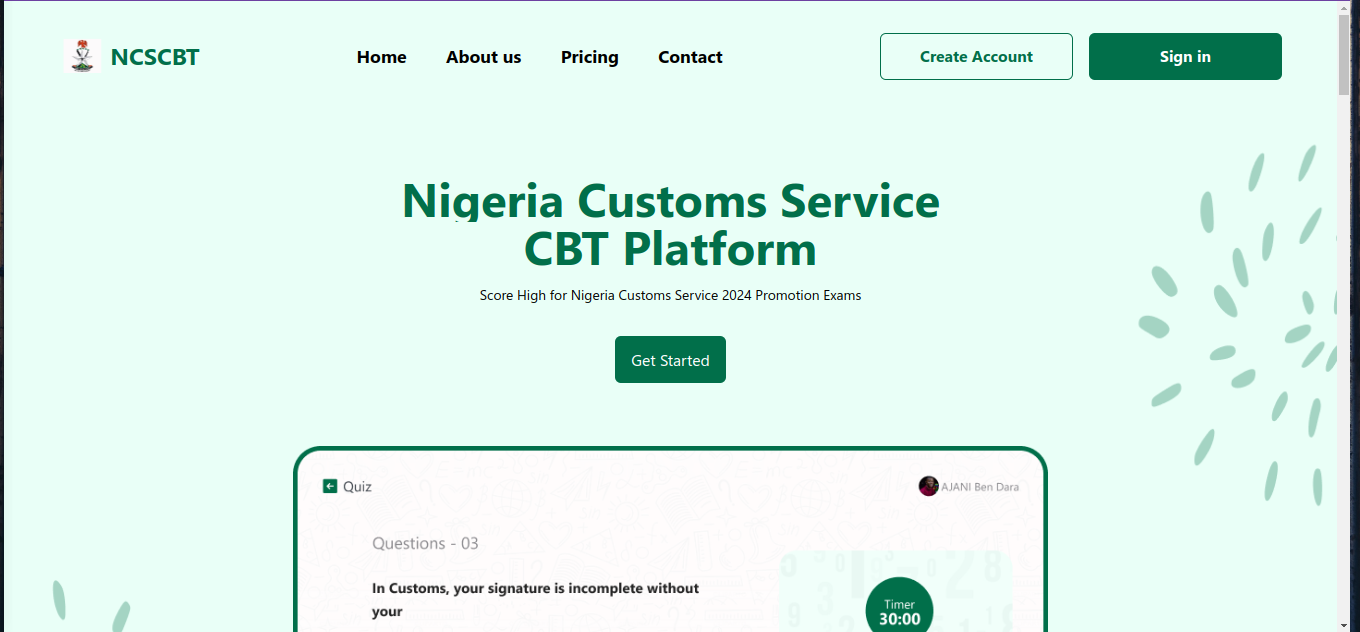 NCSCBT
Home
About us
Pricing
Contact
Create Account
Sign in
Nigeria Customs Service
CBT Platform
Score High for Nigeria Customs Service 2024 Promotion Exams
Get Started
Quiz
AJANI Ben Dara
Questions - 03
In Customs, your signature is incomplete without
your
Timer
30:00